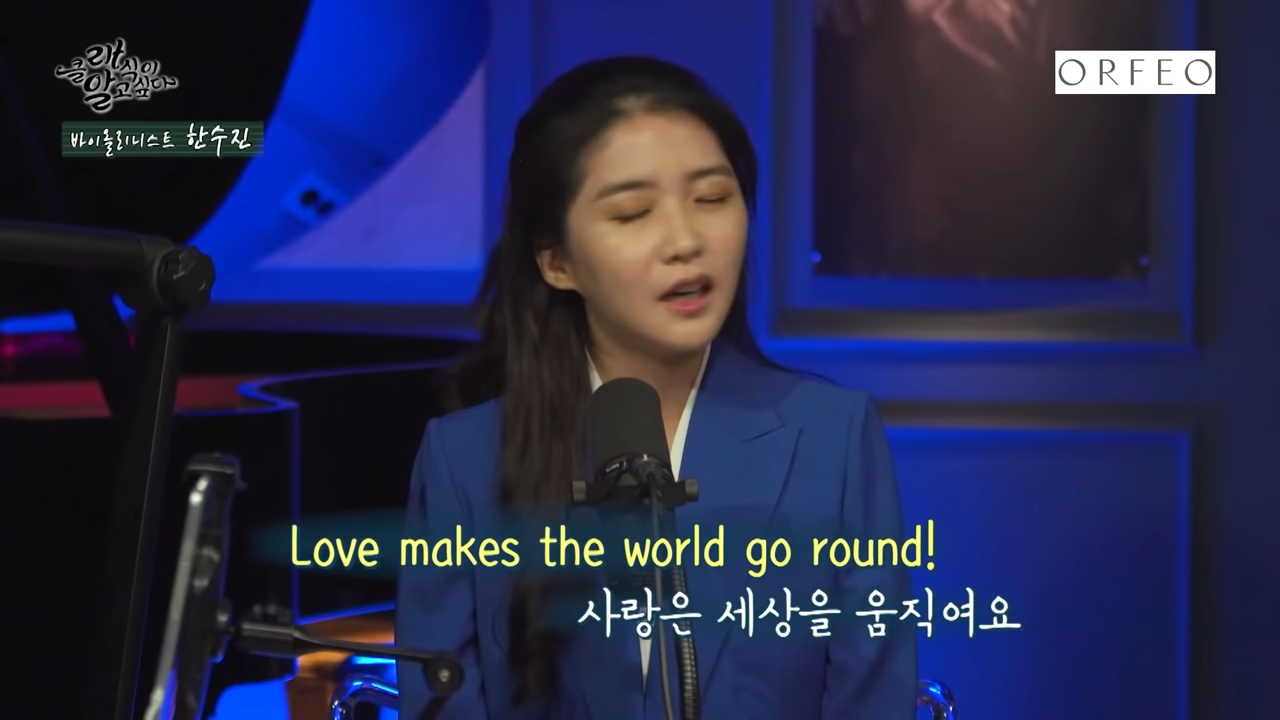 클래식이
알고싶다
바이올리니스트 한수진
ORFEO
Love makes the world go round!
사랑은 세상을 움직여요